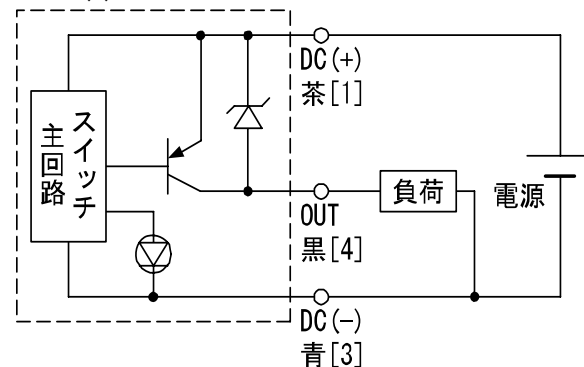 DC(+)
茶[1]
スイッチ
主回路
負荷
電源
OUT
黒[4]
DC(−)
青[3]